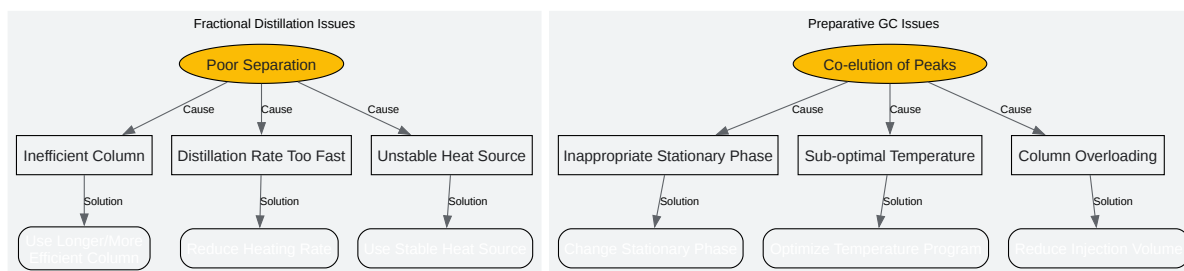 Fractional Distillation Issues
Poor Separation
Cause
Cause
Cause
Inefficient Column
Distillation Rate Too Fast
Unstable Heat Source
Solution
Solution
Solution
Use Longer/More
Efficient Column
Reduce Heating Rate
Use Stable Heat Source
Preparative GC Issues
Co-elution of Peaks
Cause
Cause
Cause
Inappropriate Stationary Phase
Sub-optimal Temperature
Column Overloading
Solution
Solution
Solution
Change Stationary Phase
Optimize Temperature Program
Reduce Injection Volume